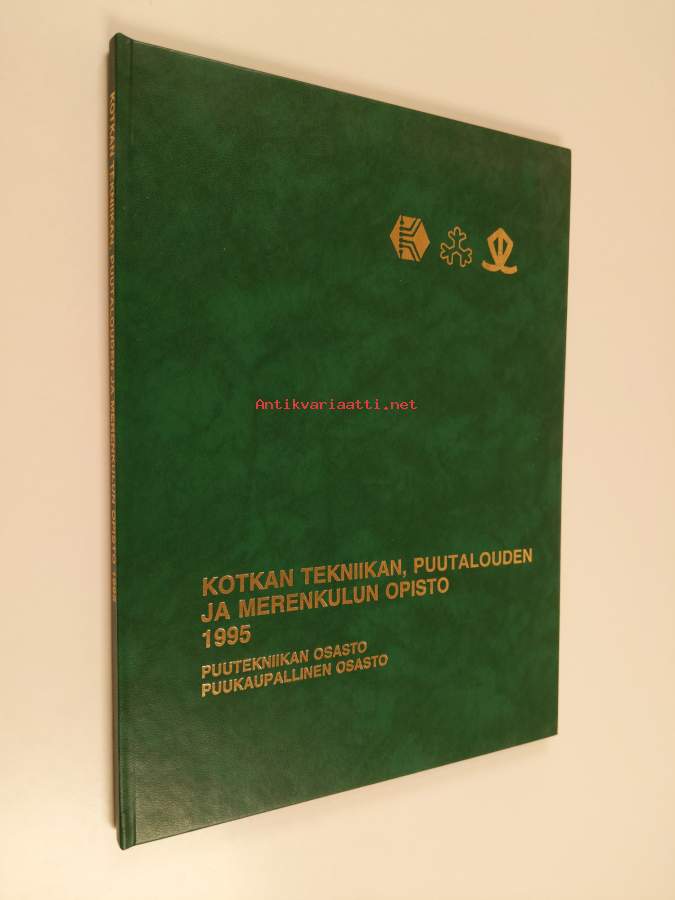 KOTKAN TEKNIIKAN, PUUTALOUDEN JA MERENKULUN OPISTO 1995
Antikvariaatti.net
KOTKAN TEKNIIKAN, PUUTALOUDEN
JA MERENKULUN OPISTO
1995
PUUTEKNIIKAN OSASTO
PUUKAUPALLINEN OSASTO